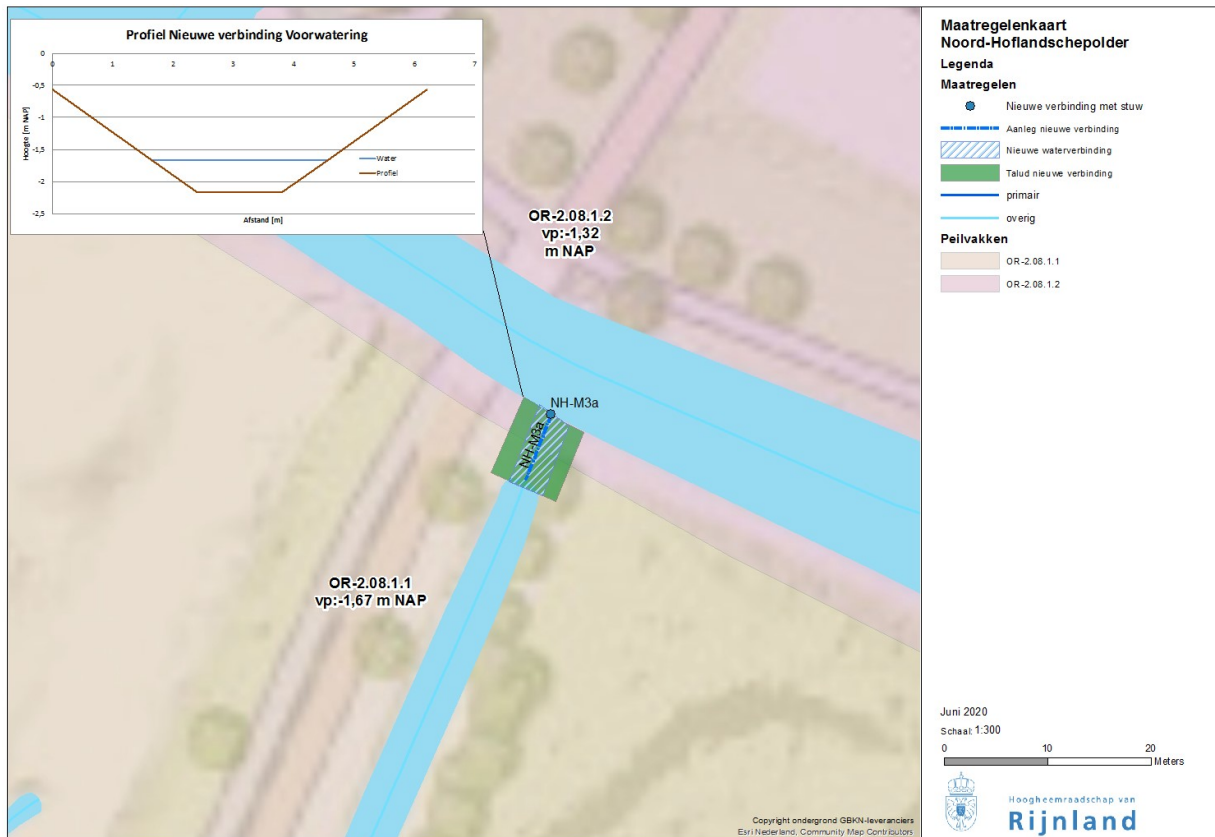 Profiel Nieuwe verbinding Voorwatering
0 1 2 3 4 5 6 7
0
-0,5
-1
-1,5
-2
-2,5
Hoogte [m NAP]
Afstand [m]
Water
Profiel
OR-2.08.1.2
vp:-1,32
m NAP
NH-M3a
NH-M3a
OR-2.08.1.1
vp:-1,67 m NAP
Copyright ondergrond GBKN-leveranciers
Esri Nederland, Community Map Contributors
Maatregelenkaart
Noord-Hoflandschepolder
Legenda
Maatregelen
Nieuwe verbinding met stuw
Aanleg nieuwe verbinding
Nieuwe waterverbinding
Talud nieuwe verbinding
primair
overig
Peilvakken
OR-2.08.1.1
OR-2.08.1.2
Juni 2020
Schaal: 1:300
0 10 20
Meters
Hoogheemraadschap van
Rijnland